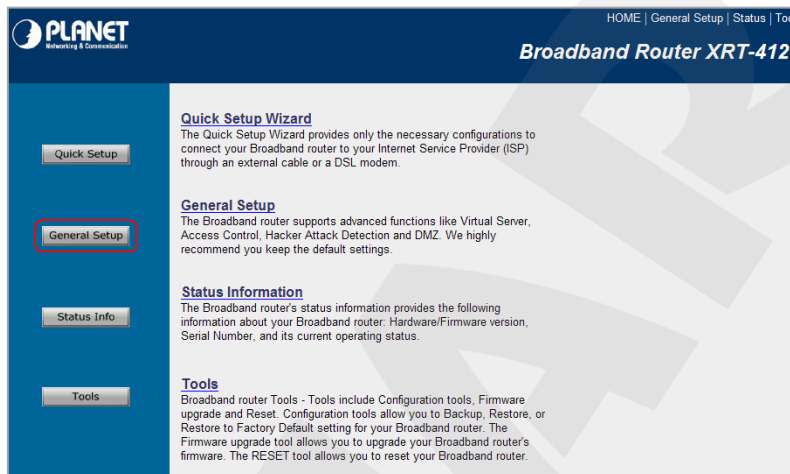 PLANET
Networking & Communication
HOME | General Setup | Status |
Broadband Router XRT-412
Quick Setup
Quick Setup Wizard
The Quick Setup Wizard provides only the necessary configurations to
connect your Broadband router to your Internet Service Provider (ISP)
through an external cable or a DSL modem.
General Setup
General Setup
The Broadband router supports advanced functions like Virtual Server,
Access Control, Hacker Attack Detection and DMZ. We highly
recommend you keep the default settings.
Status Info
Status Information
The Broadband router's status information provides the following
information about your Broadband router: Hardware/Firmware version,
Serial Number, and its current operating status.
Tools
Tools
Broadband router Tools - Tools include Configuration tools, Firmware
upgrade and Reset. Configuration tools allow you to Backup, Restore, or
Restore to Factory Default setting for your Broadband router. The
Firmware upgrade tool allows you to upgrade your Broadband router's
firmware. The RESET tool allows you to reset your Broadband router.